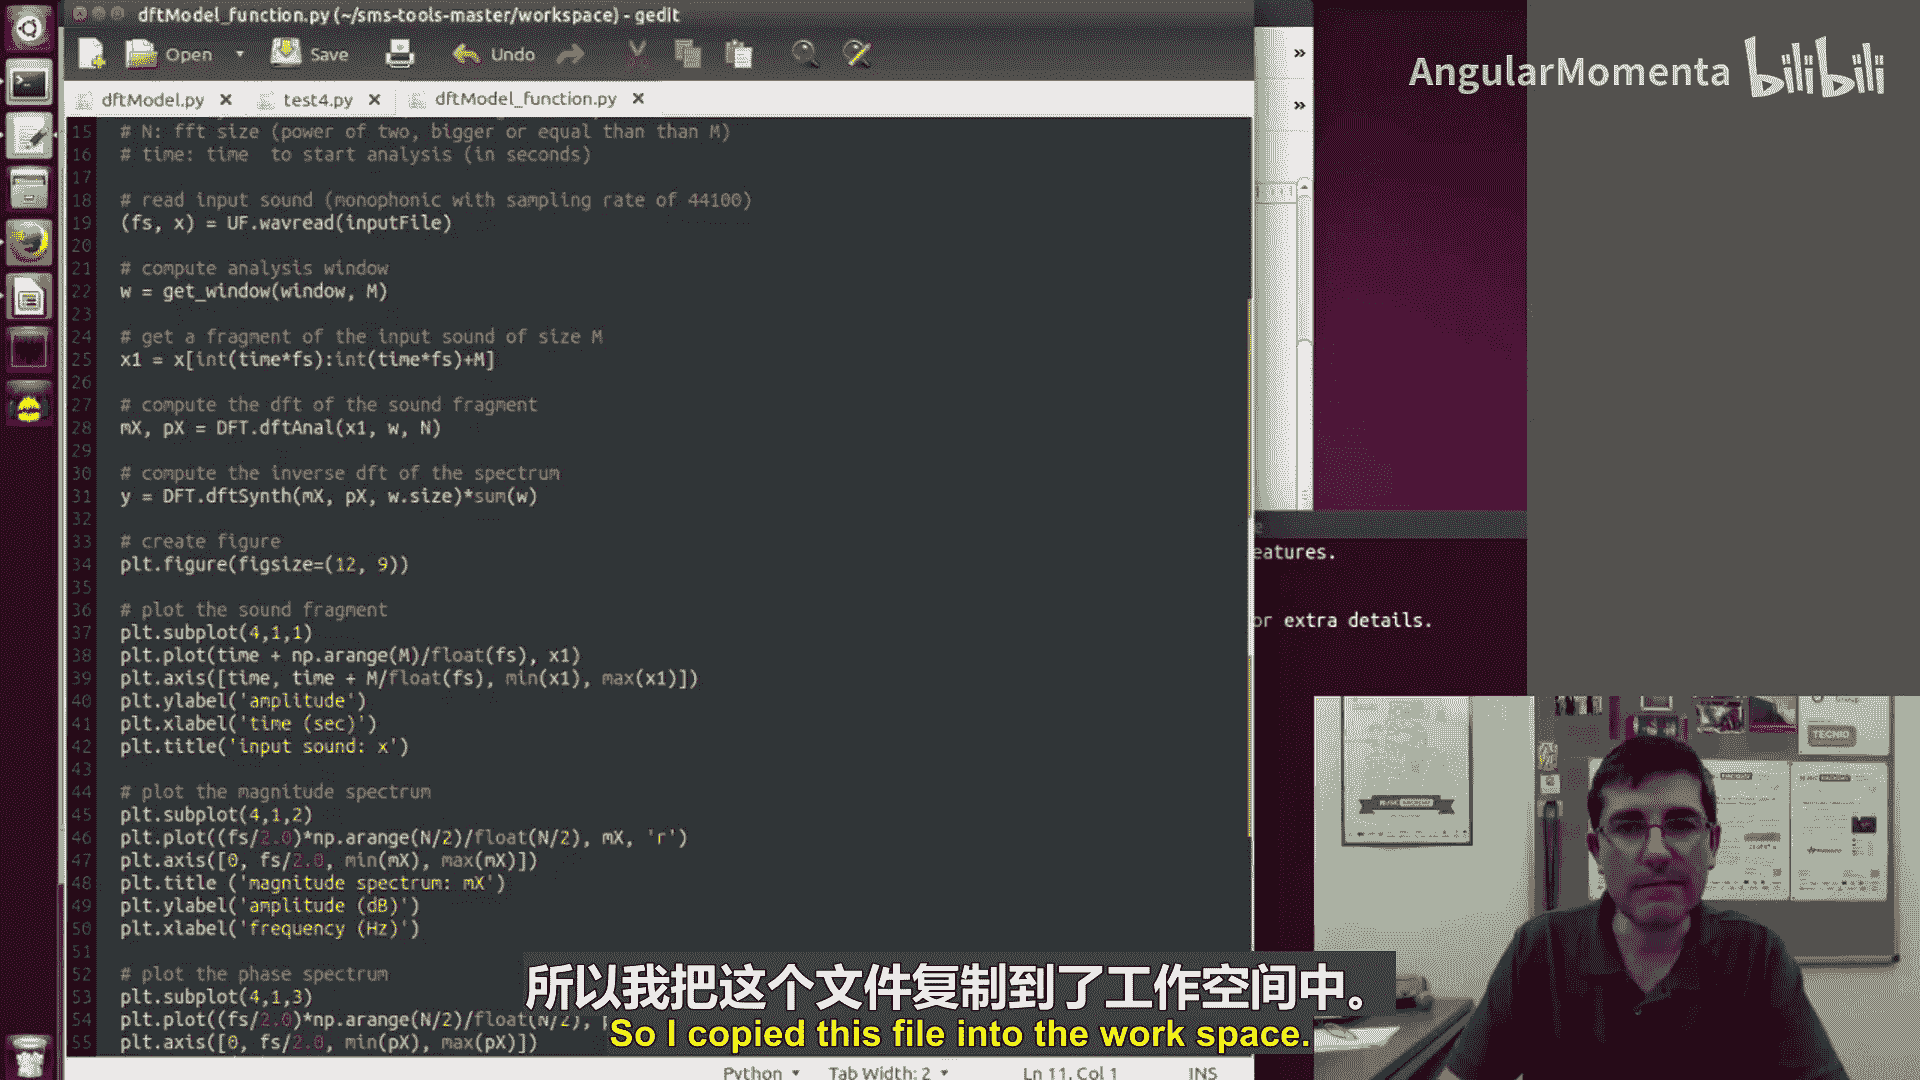 dftModel_function.py (~/sms-tools-master/workspace) - gedit
Open
Save
Undo
dftModel.py
test4.py
dftModel_function.py
15 # N: fft size (power of two, bigger or equal than than M)
16 # time: time  to start analysis (in seconds)
17
18 # read input sound (monophonic with sampling rate of 44100)
19 (fs, x) = UF.wavread(inputFile)
20
21 # compute analysis window
22 w = get_window(window, M)
23
24 # get a fragment of the input sound of size M
25 x1 = x[int(time*fs):int(time*fs)+M]
26
27 # compute the dft of the sound fragment
28 mX, pX = DFT.dftAnal(x1, w, N)
29
30 # compute the inverse dft of the spectrum
31 y = DFT.dftSynth(mX, pX, w.size)*sum(w)
32
33 # create figure
34 plt.figure(figsize=(12, 9))
35
36 # plot the sound fragment
37 plt.subplot(4,1,1)
38 plt.plot(time + np.arange(M)/float(fs), x1)
39 plt.axis([time, time + M/float(fs), min(x1), max(x1)])
40 plt.ylabel('amplitude')
41 plt.xlabel('time (sec)')
42 plt.title('input sound: x')
43
44 # plot the magnitude spectrum
45 plt.subplot(4,1,2)
46 plt.plot((fs/2.0)*np.arange(N/2)/float(N/2), mX, 'r')
47 plt.axis([0, fs/2.0, min(mX), max(mX)])
48 plt.title ('magnitude spectrum: mX')
49 plt.ylabel('amplitude (dB)')
50 plt.xlabel('frequency (Hz)')
51
52 # plot the phase spectrum
53 plt.subplot(4,1,3)
54 plt.plot((fs/2.0)*np.arange(N/2)/float(N/2),
55 plt.axis([0, fs/2.0, min(pX), max(pX)])
Python
Tab Width: 2
Ln 11, Col 1
INS
eatures.
or extra details.
AngularMomenta bilibili
TECNIO
所以我把这个文件复制到了工作空间中。
So I copied this file into the work space.